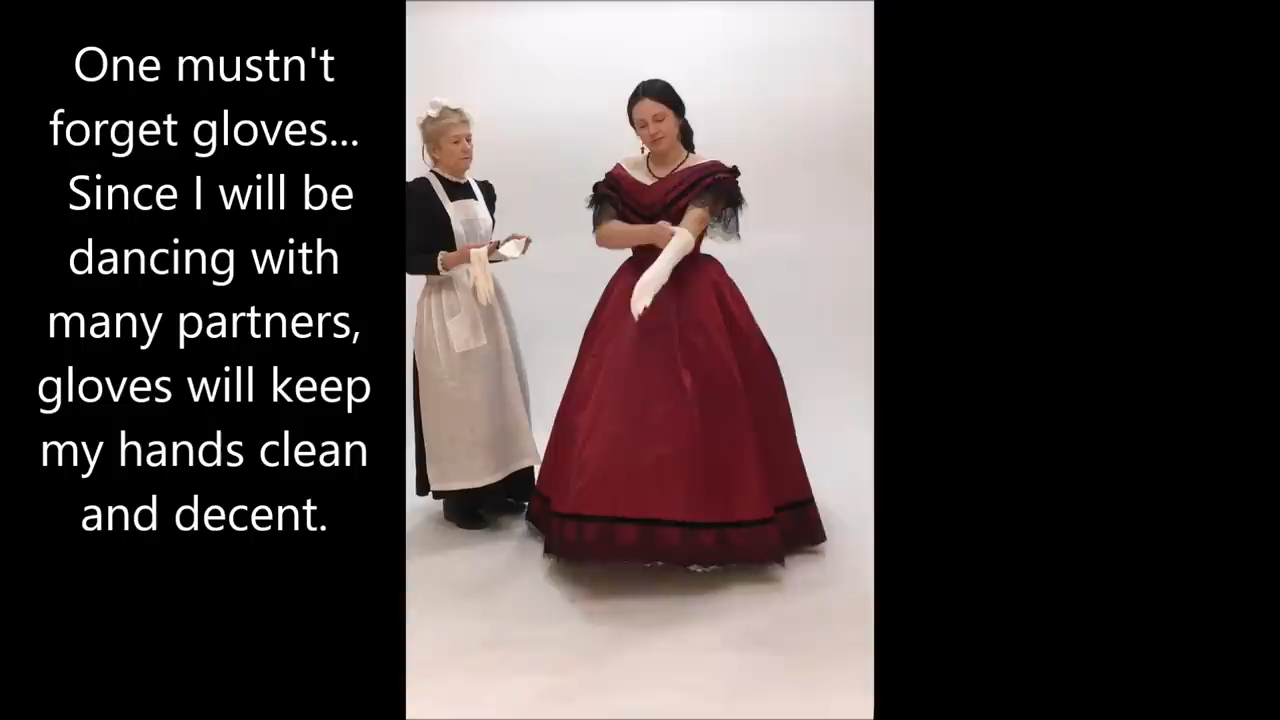 One mustn't
forget gloves...
Since I will be
dancing with
many partners,
gloves will keep
my hands clean
and decent.